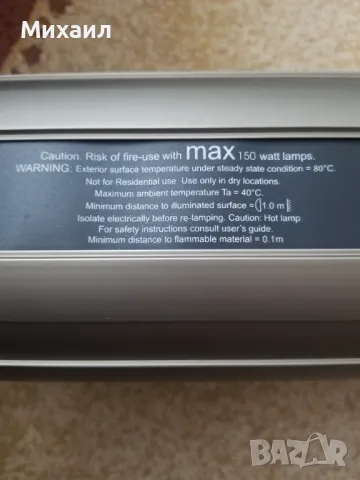 Михаил
Caution: Risk of fire-use with max 150 watt lamps.
WARNING: Exterior surface temperature under steady state condition = 80°C.
Not for Residential use. Use only in dry locations.
Maximum ambient temperature Ta = 40°C.
Minimum distance to illuminated surface = 1.0 m
Isolate electrically before re-lamping. Caution: Hot lamp.
For safety instructions consult user's guide.
Minimum distance to flammable material = 0.1m
BAZAR
bg